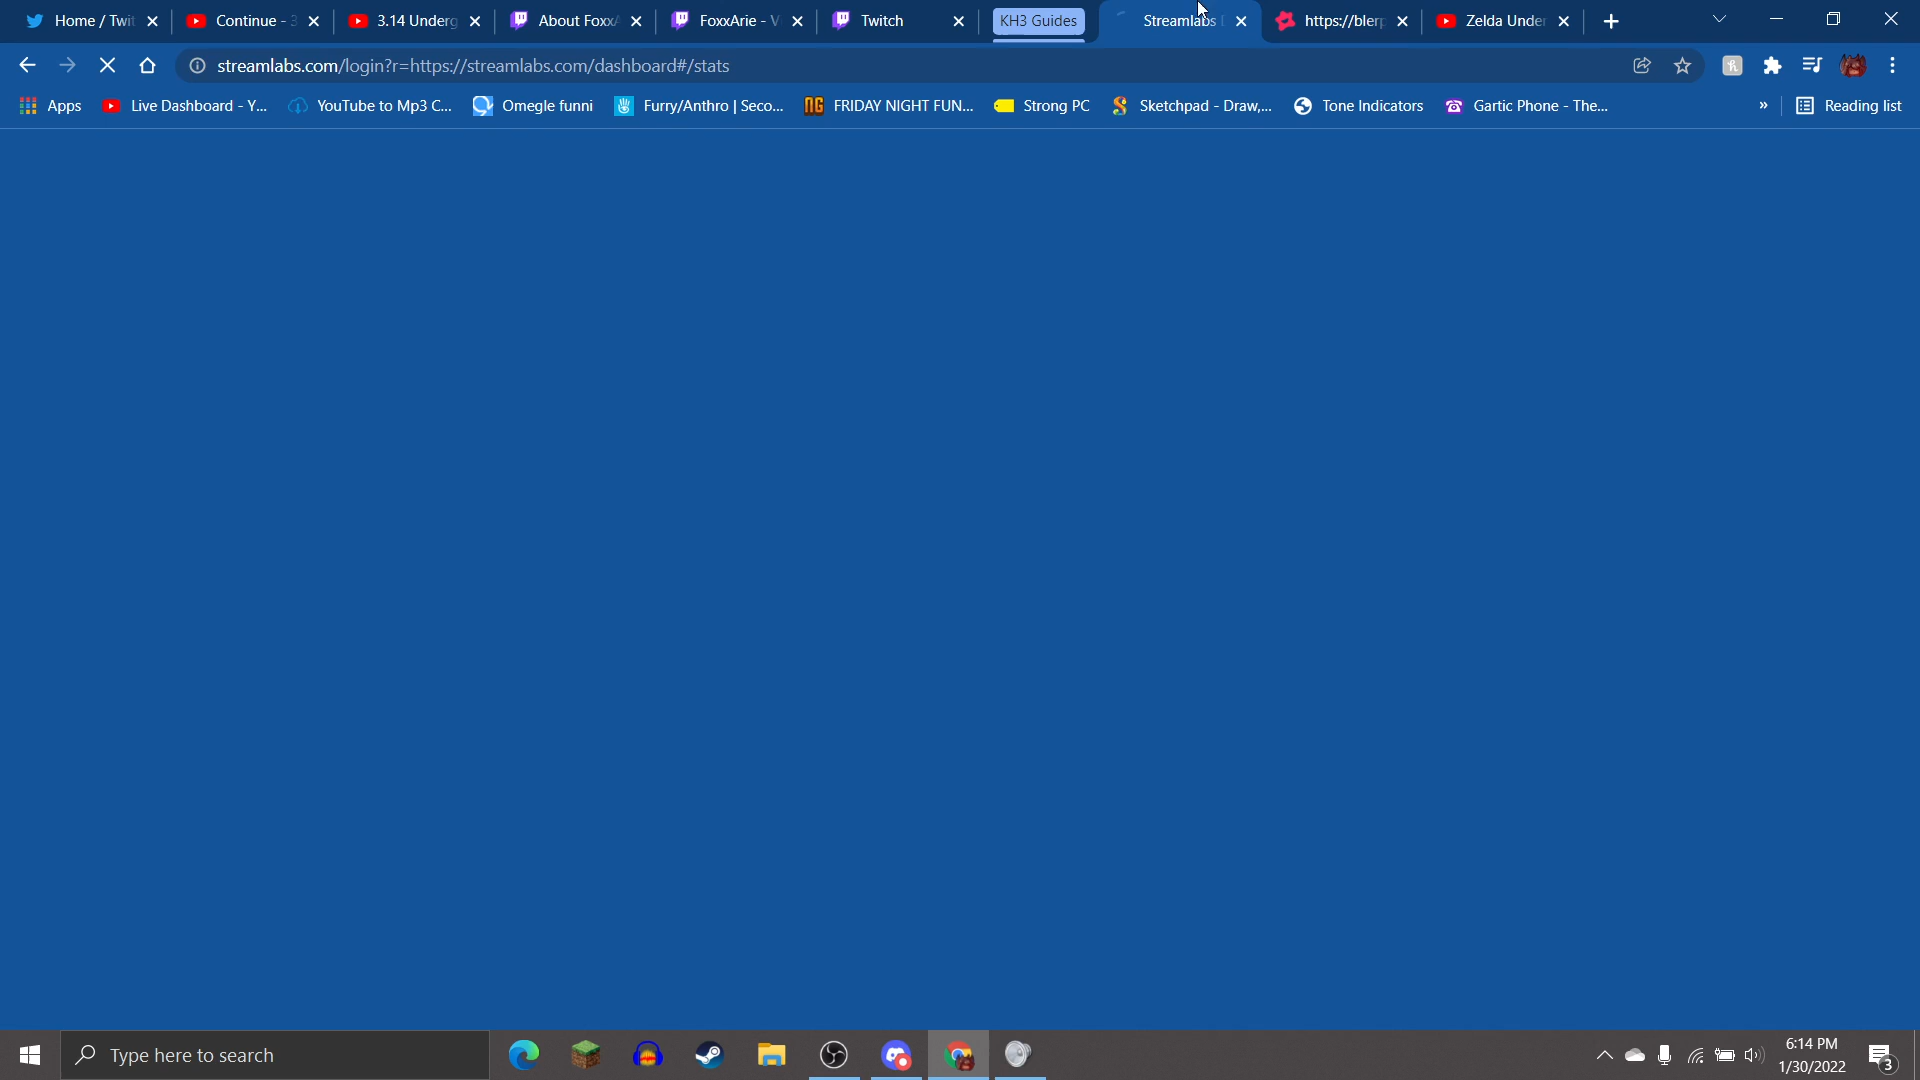 Home / Twit
Continue - 3
3.14 Underg
About Foxx
FoxxArie - V
Twitch
KH3 Guides
Streamlabs
https://bler
Zelda Under
streamlabs.com/login?r=https://streamlabs.com/dashboard#/stats
Apps
Live Dashboard - Y...
YouTube to Mp3 C...
Omegle funni
Furry/Anthro | Seco...
FRIDAY NIGHT FUN...
Strong PC
Sketchpad - Draw,...
Tone Indicators
Gartic Phone - The...
»
Reading list
Type here to search
6:14 PM
1/30/2022
3